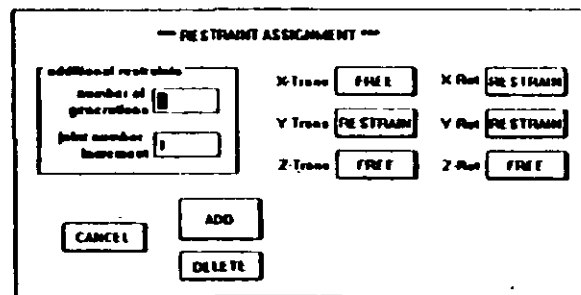 *** RESTRAINT ASSIGNMENT ***
additional restraints
number of generations
joint number increment 1
X-Trans FREE X-Rot RESTRAIN
Y-Trans RESTRAIN Y-Rot RESTRAIN
Z-Trans FREE Z-Rot FREE
CANCEL
ADD
DELETE